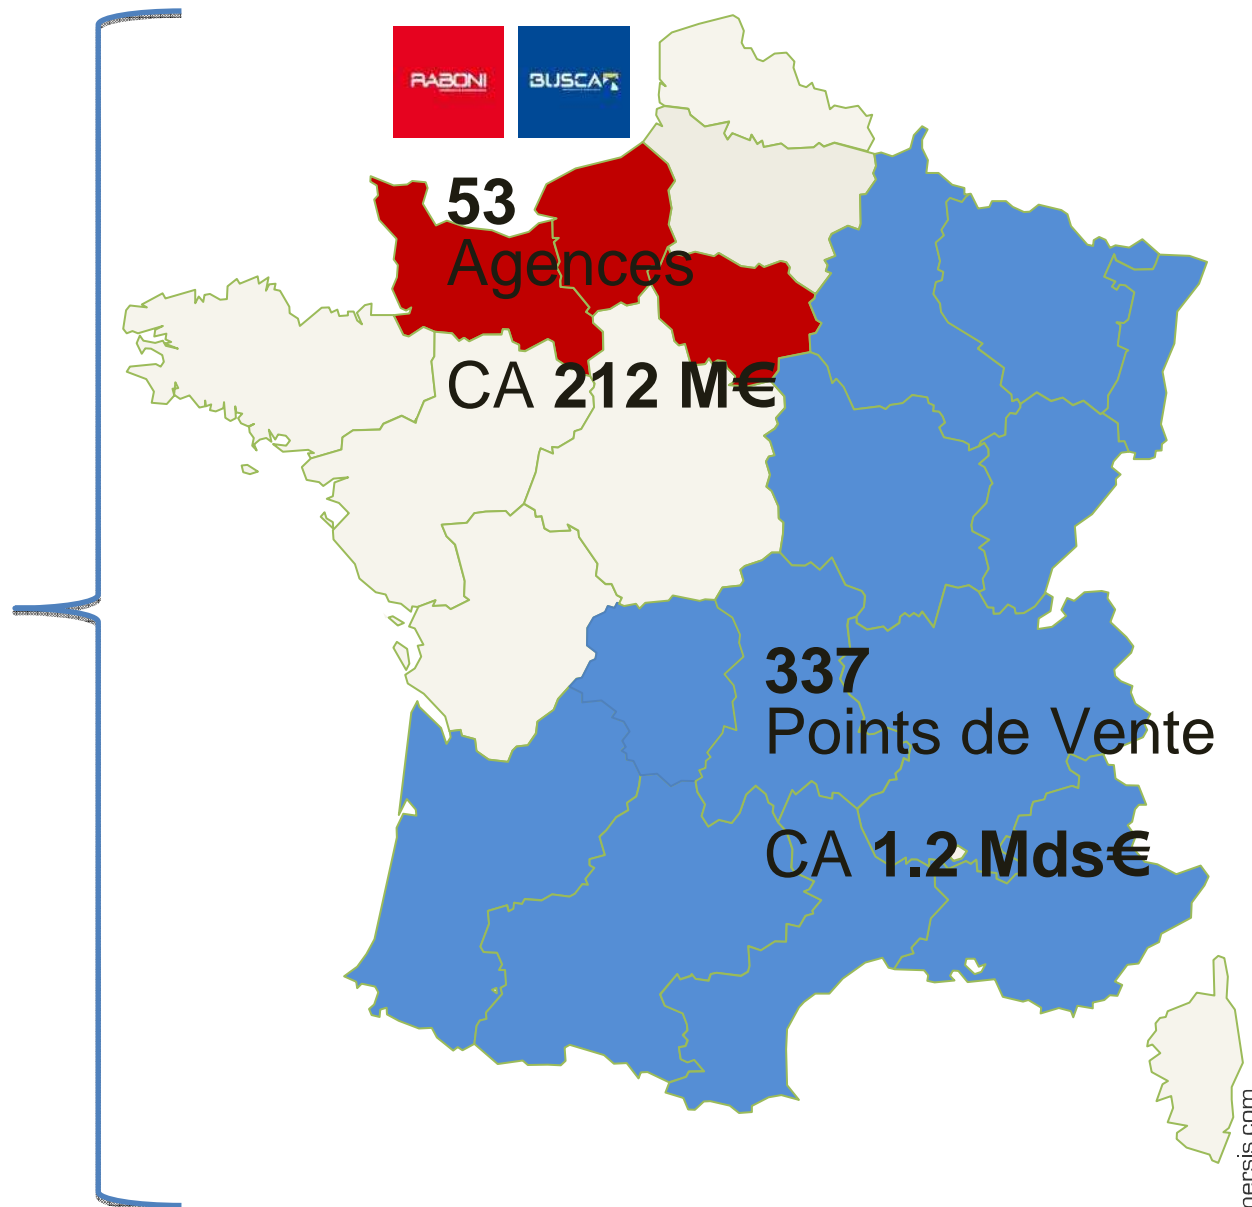 RABONI
BUSCA
53
Agences
CA 212 M€
337
Points de Vente
CA 1.2 Mds€